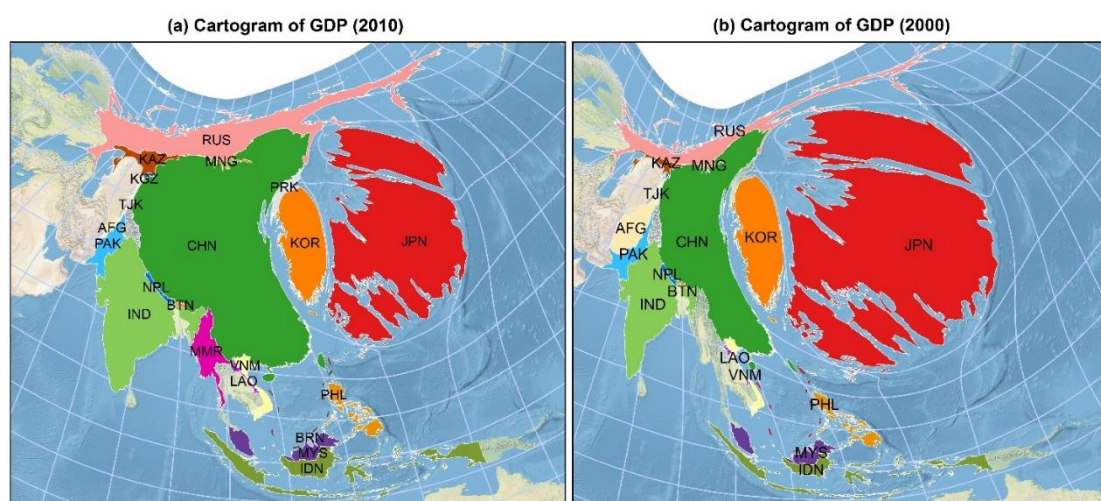 (a) Cartogram of GDP (2010)
RUS
KAZ
MNG
KGZ
PRK
TJK
AFG
PAK
CHN
KOR
JPN
NPL
BTN
IND
MMR
VNM
LAO
PHL
BRN
MYS
IDN
(b) Cartogram of GDP (2000)
RUS
KAZ
MNG
TJK
AFG
PAK
CHN
KOR
JPN
NPL
BTN
IND
LAO
VNM
PHL
MYS
IDN